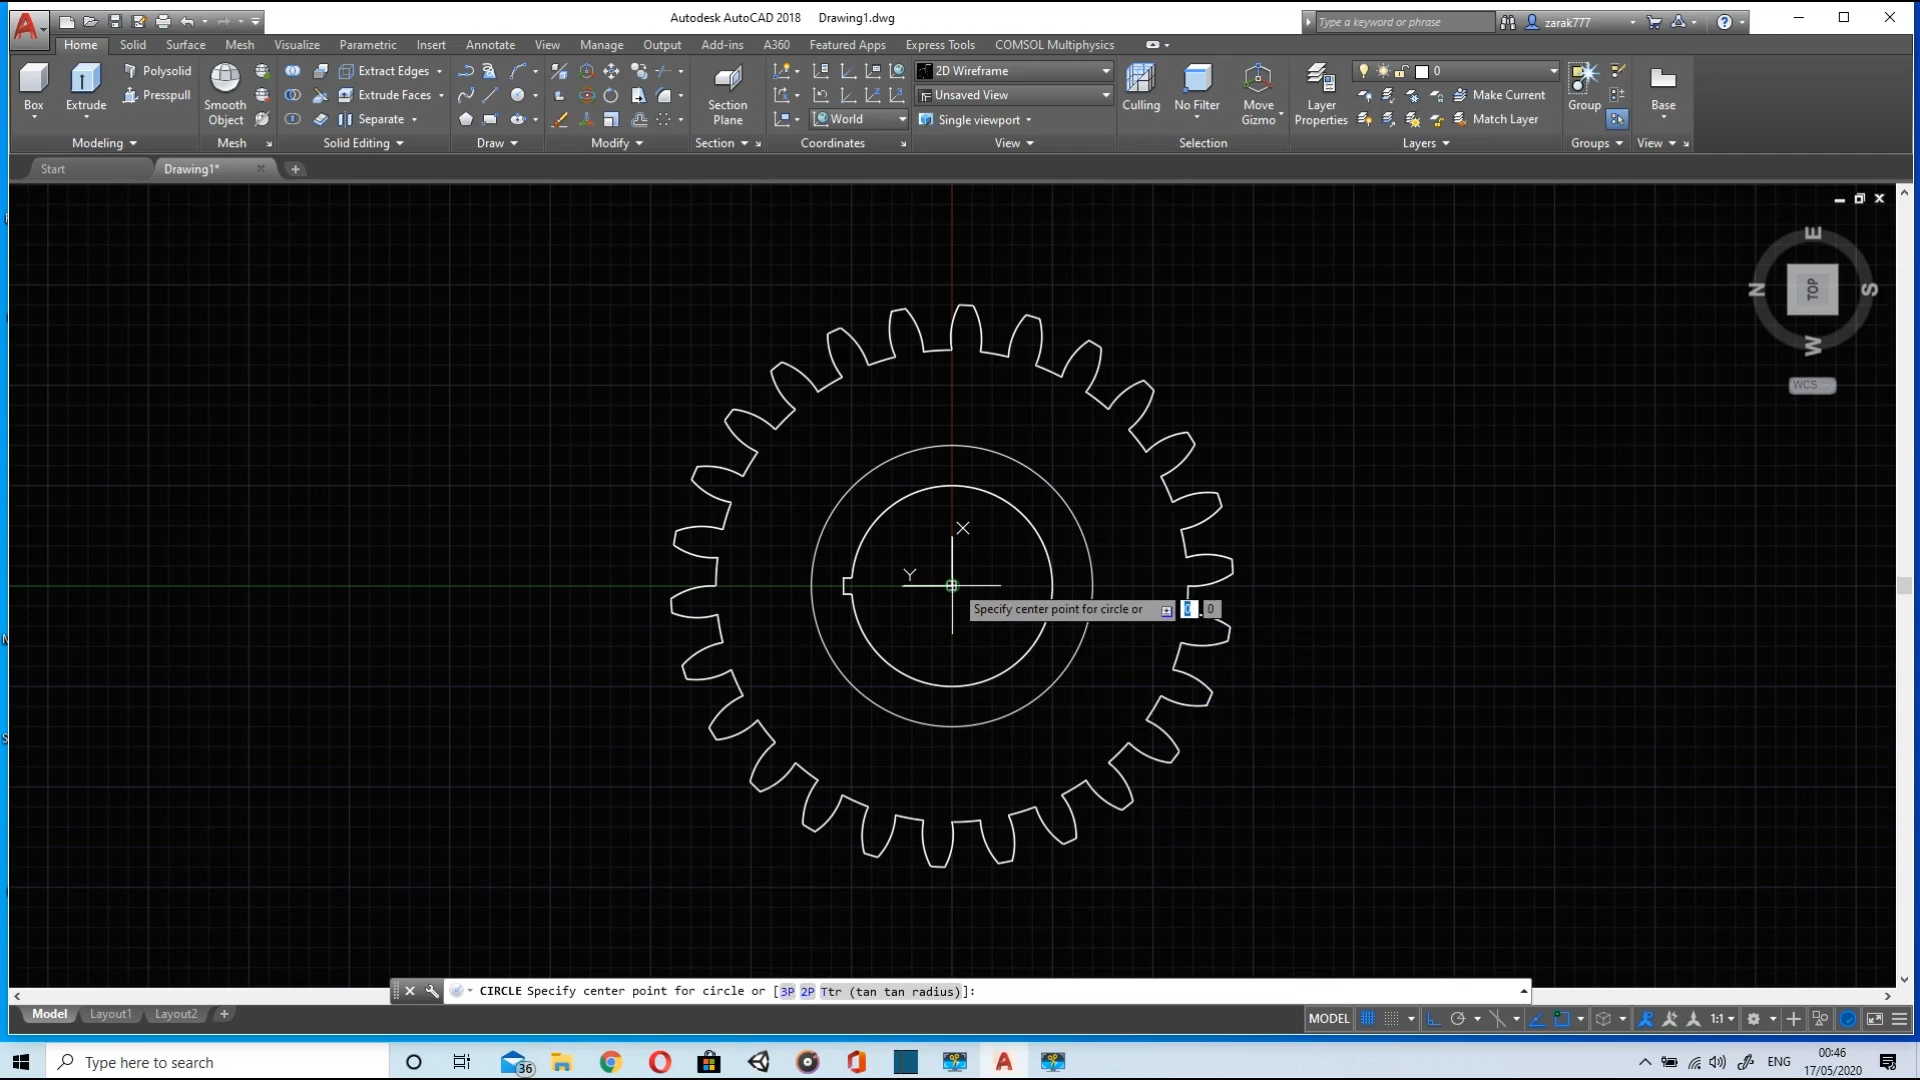 Autodesk AutoCAD 2018 Drawing1.dwg
Type a keyword or phrase
zarak777
Home Solid Surface Mesh Visualize Parametric Insert Annotate View Manage Output Add-ins A360 Featured Apps Express Tools COMSOL Multiphysics
Box
Extrude
Polysolid
Presspull
Modeling
Smooth
Object
Mesh
Extract Edges
Extrude Faces
Separate
Solid Editing
Draw
Modify
Section
Plane
Section
World
Coordinates
2D Wireframe
Unsaved View
Single viewport
View
Culling
No Filter
Move
Gizmo
Selection
Layer
Properties
0
Make Current
Match Layer
Layers
Group
Groups
Base
View
Start
Drawing1*
E
N
TOP
S
W
WCS
X
Y
Specify center point for circle or 0 0
CIRCLE Specify center point for circle or [3P 2P Ttr (tan tan radius)]:
Model
Layout1
Layout2
MODEL
1:1
Type here to search
36
ENG
00:46
17/05/2020